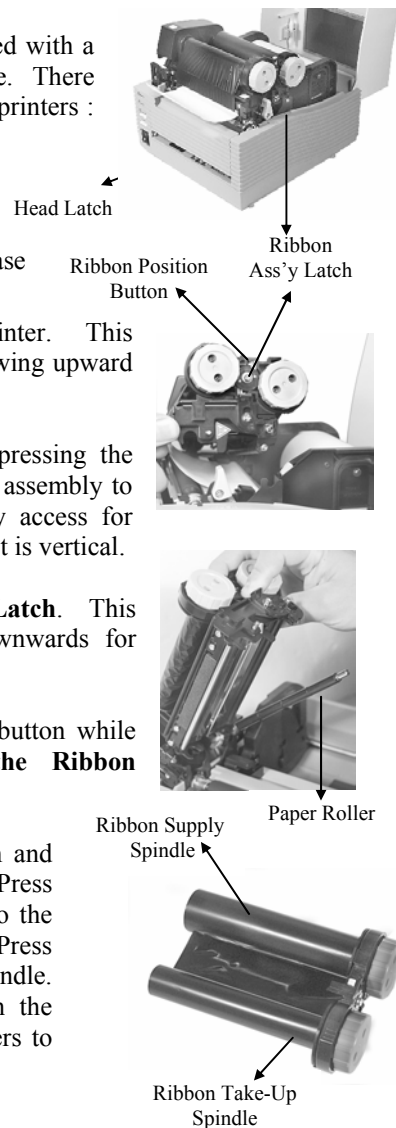 ed with a
e. There
printers :
Head Latch
Ribbon
Ass'y Latch
ase
Ribbon Position
Button
inter. This
wing upward
pressing the
assembly to
y access for
t is vertical.
Latch. This
wnwards for
button while
he Ribbon
Paper Roller
Ribbon Supply
Spindle
n and
Press
o the
Press
ndle.
n the
ers to
Ribbon Take-Up
Spindle